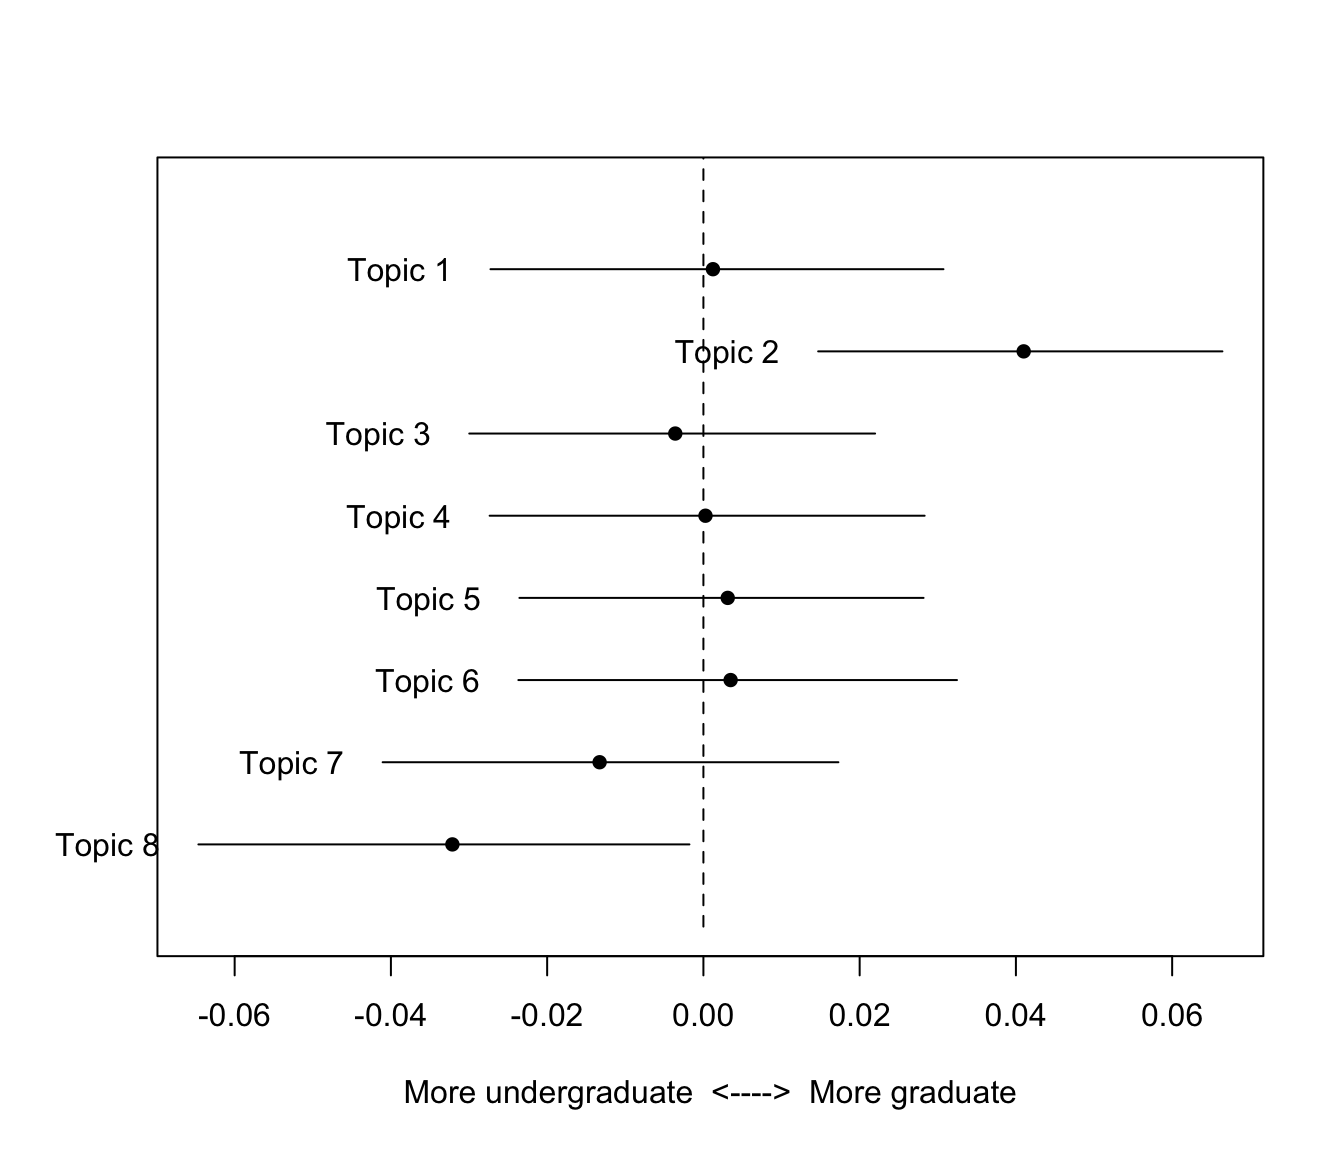 Topic 1
Topic 2
Topic 3
Topic 4
Topic 5
Topic 6
Topic 7
Topic 8
-0.06 -0.04 -0.02 0.00 0.02 0.04 0.06
More undergraduate <----> More graduate